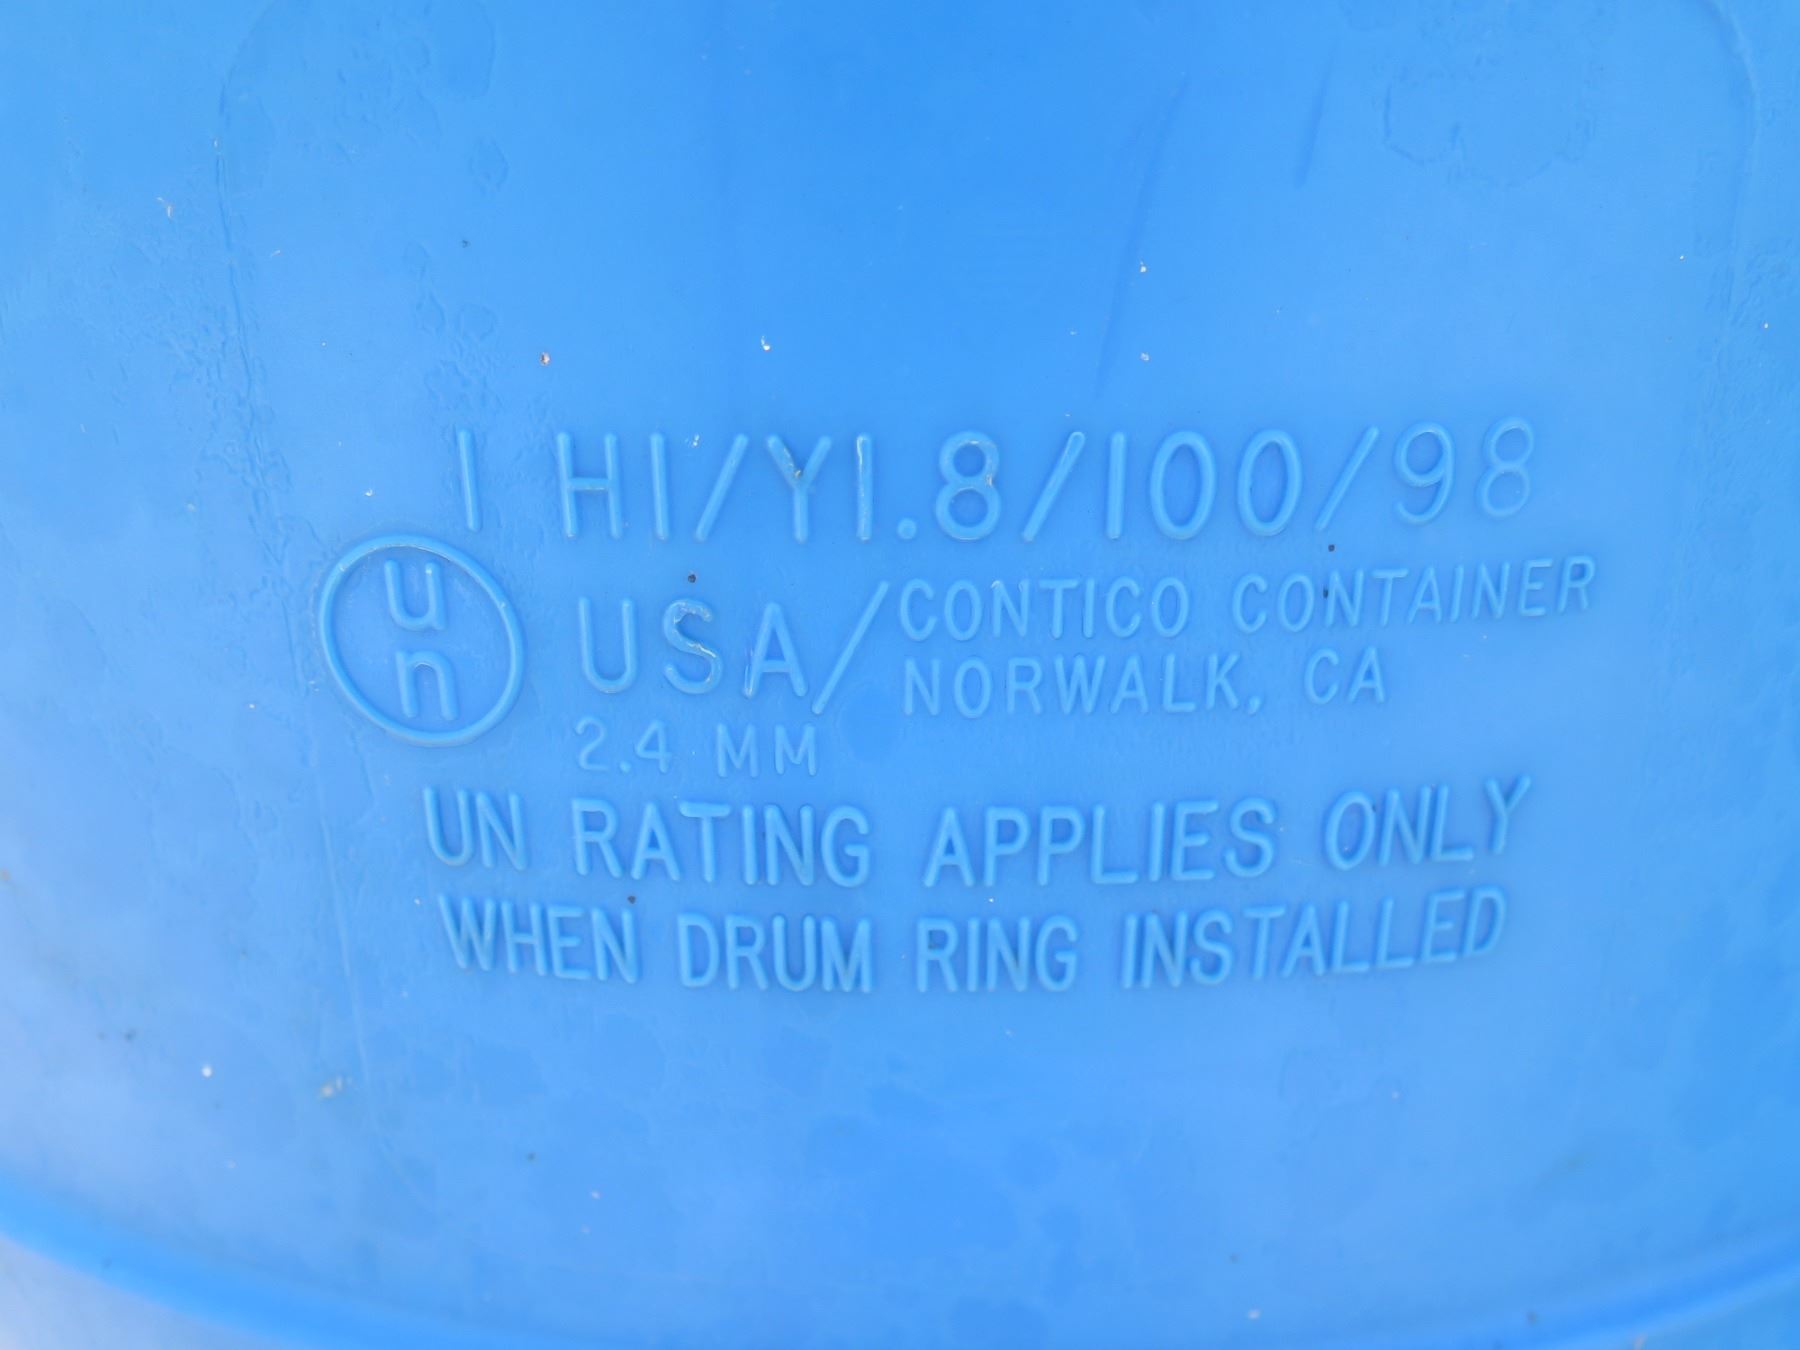 1 H1/Y1.8/100/98
un
USA/CONTICO CONTAINER
NORWALK, CA
2.4 MM
UN RATING APPLIES ONLY
WHEN DRUM RING INSTALLED